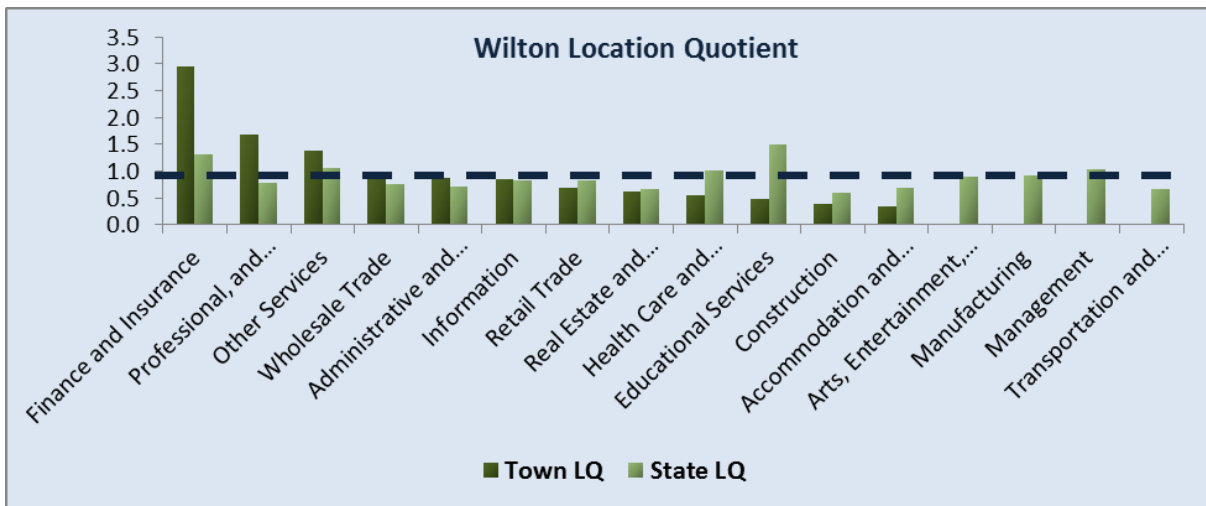 Wilton Location Quotient
3.5
3.0
2.5
2.0
1.5
1.0
0.5
0.0
Finance and Insurance
Professional, and...
Other Services
Wholesale Trade
Administrative and...
Information
Retail Trade
Real Estate and...
Health Care and...
Educational Services
Construction
Accommodation and...
Arts, Entertainment,...
Manufacturing
Management
Transportation and...
Town LQ State LQ